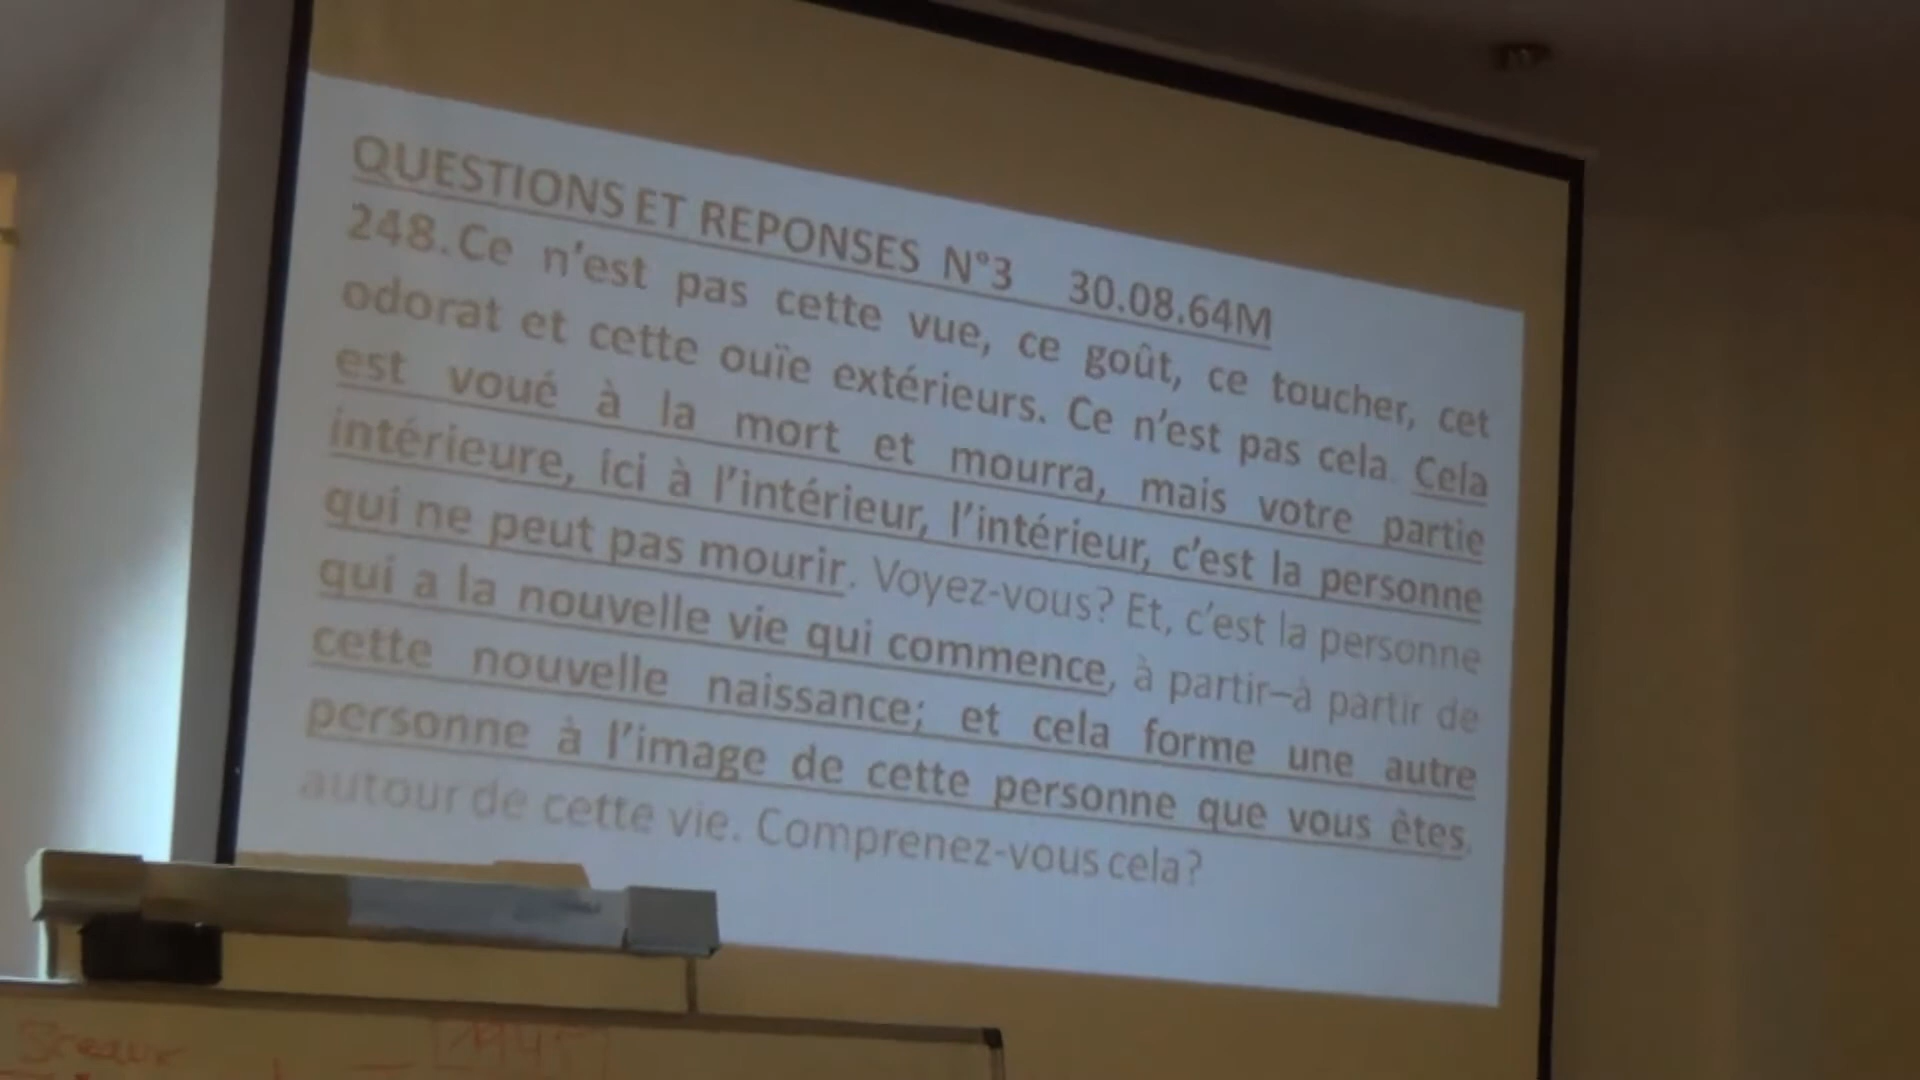 QUESTIONS ET REPONSES N°3 30.08.64M
248.Ce n'est pas cette vue, ce goût, ce toucher, cet
odorat et cette ouïe extérieurs. Ce n'est pas cela. Cela
est voué à la mort et mourra, mais votre partie
intérieure, ici à l'intérieur, l'intérieur, c'est la personne
qui ne peut pas mourir. Voyez-vous? Et, c'est la personne
qui a la nouvelle vie qui commence, à partir–à partir de
cette nouvelle naissance; et cela forme une autre
personne à l'image de cette personne que vous êtes.
autour de cette vie. Comprenez-vous cela?